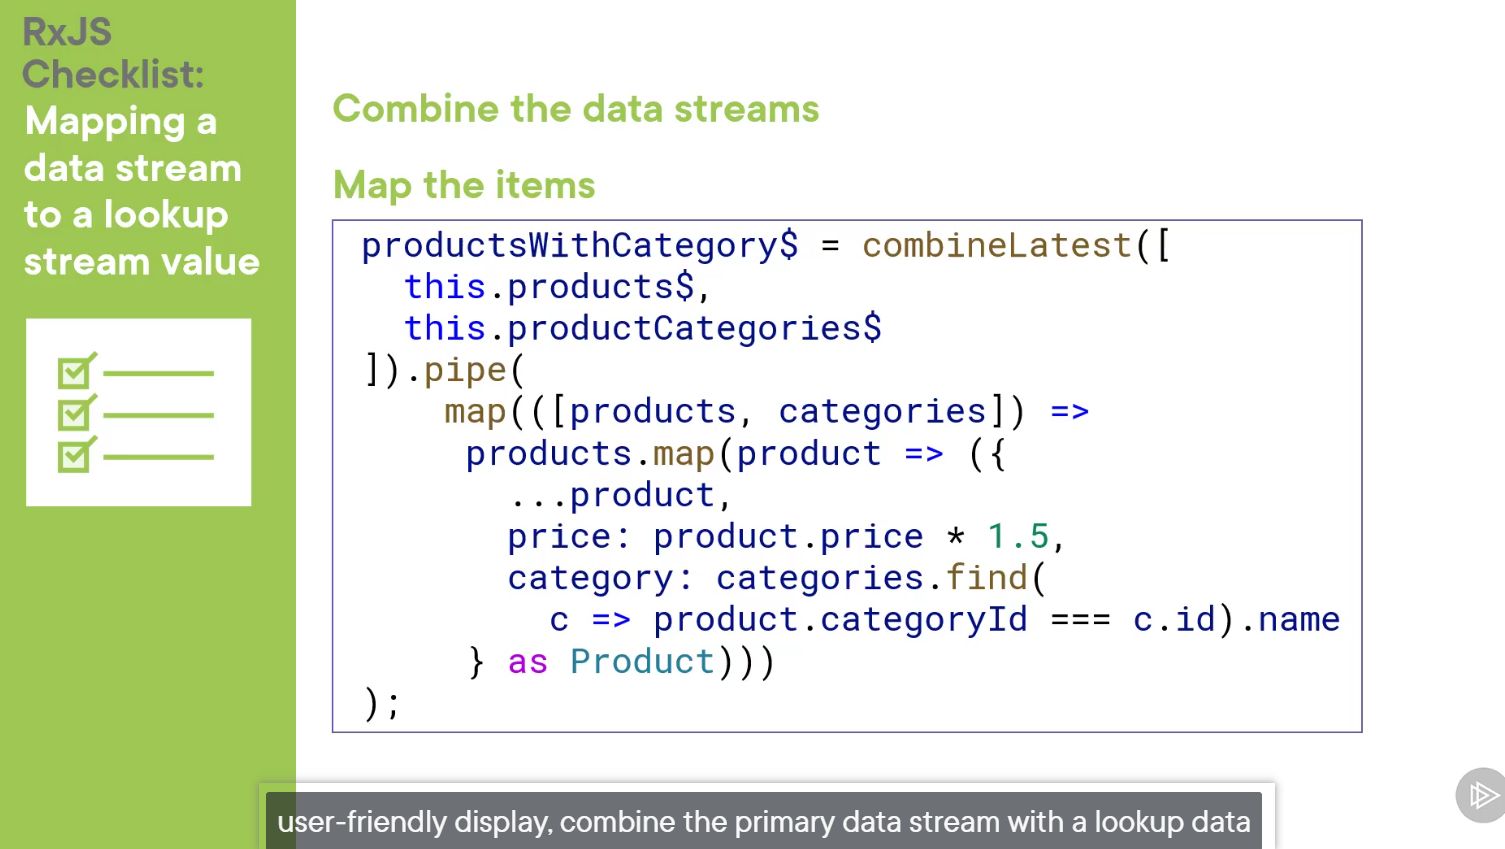 RxJS
Checklist:
Mapping a
data stream
to a lookup
stream value
Combine the data streams
Map the items
productsWithCategory$ = combineLatest([
  this.products$,
  this.productCategories$
]).pipe(
    map(([products, categories]) =>
     products.map(product => ({
       ...product,
       price: product.price * 1.5,
       category: categories.find(
         c => product.categoryId === c.id).name
     } as Product)))
);
user-friendly display, combine the primary data stream with a lookup data